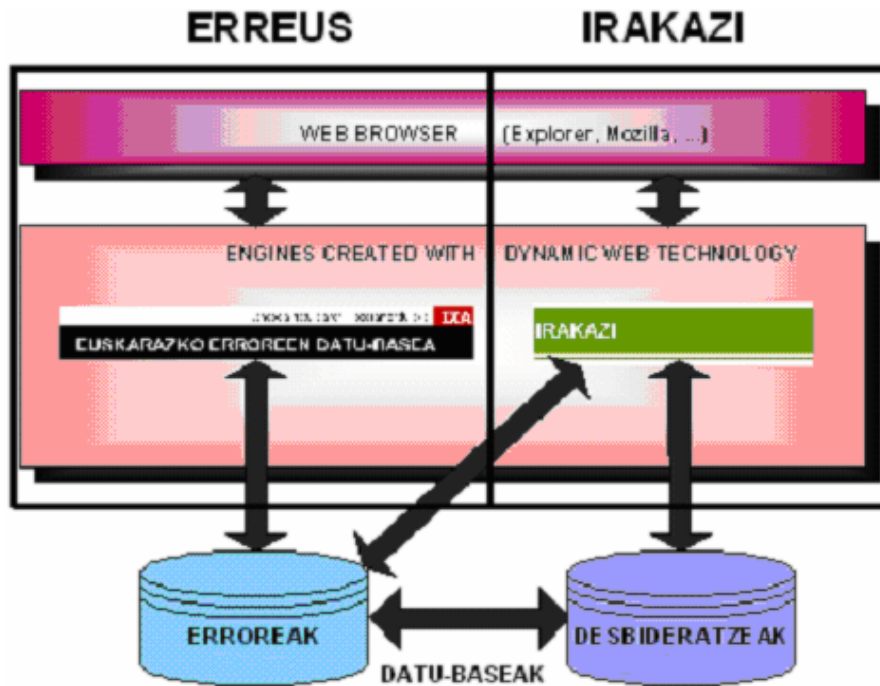 ERREUS IRAKAZI
WEB BROWSER (Explorer, Mozilla, ...)
ENGINES CREATED WITH DYNAMIC WEB TECHNOLOGY
IXA
EUSKARAZKO ERROREEN DATU-BASEA
IRAKAZI
ERROREAK
DESBIDERATZEAK
DATU-BASEAK